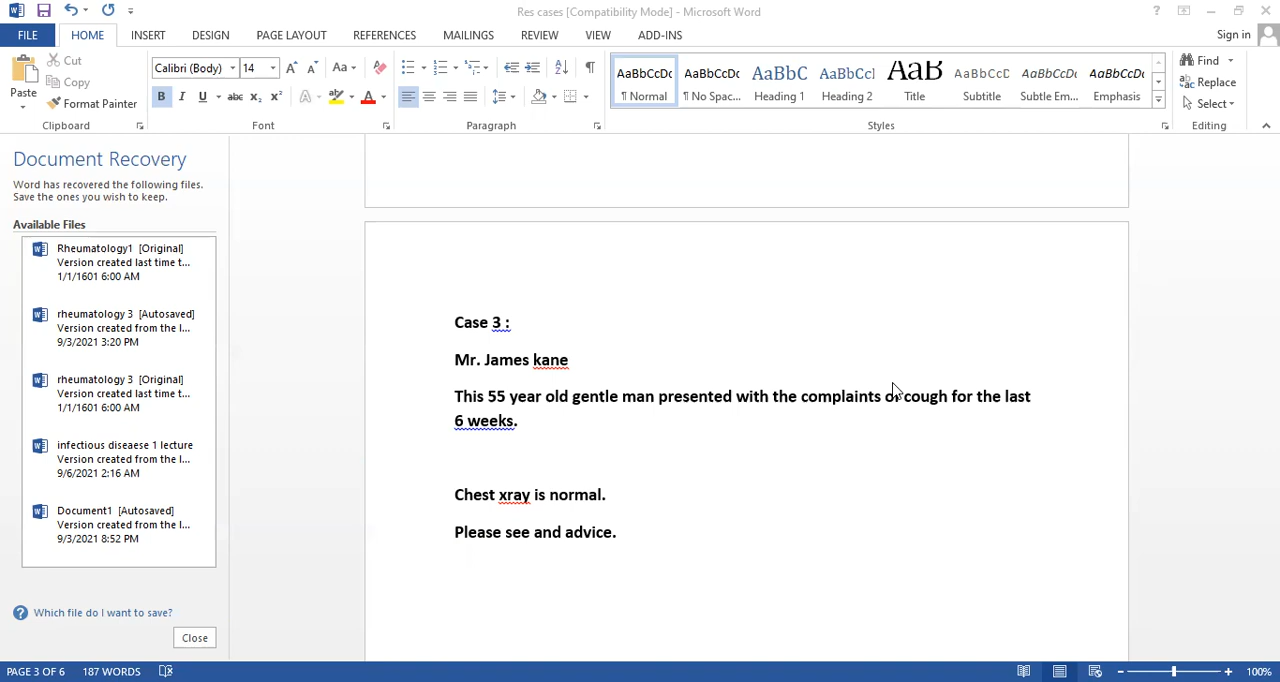 Res cases [Compatibility Mode] - Microsoft Word
?
FILE HOME INSERT DESIGN PAGE LAYOUT REFERENCES MAILINGS REVIEW VIEW ADD-INS Sign in
Paste Cut Copy Format Painter
Calibri (Body) 14 Aa
B I U abc X₂ X² A A
AaBbCcDc AaBbCcDc AaBbC AaBbCcI AaB AaBbCcD AaBbCcDt AaBbCcDt
¶ Normal ¶ No Spac... Heading 1 Heading 2 Title Subtitle Subtle Em... Emphasis
Find
Replace
Select
Clipboard Font Paragraph Styles Editing
Document Recovery
Word has recovered the following files.
Save the ones you wish to keep.
Available Files
Rheumatology1 [Original]
Version created last time t...
1/1/1601 6:00 AM
rheumatology 3 [Autosaved]
Version created from the l...
9/3/2021 3:20 PM
rheumatology 3 [Original]
Version created last time t...
1/1/1601 6:00 AM
infectious diseaese 1 lecture
Version created from the l...
9/6/2021 2:16 AM
Document1 [Autosaved]
Version created from the l...
9/3/2021 8:52 PM
Which file do I want to save?
Close
Case 3 :
Mr. James kane
This 55 year old gentle man presented with the complaints of cough for the last
6 weeks.
Chest xray is normal.
Please see and advice.
PAGE 3 OF 6 187 WORDS 100%